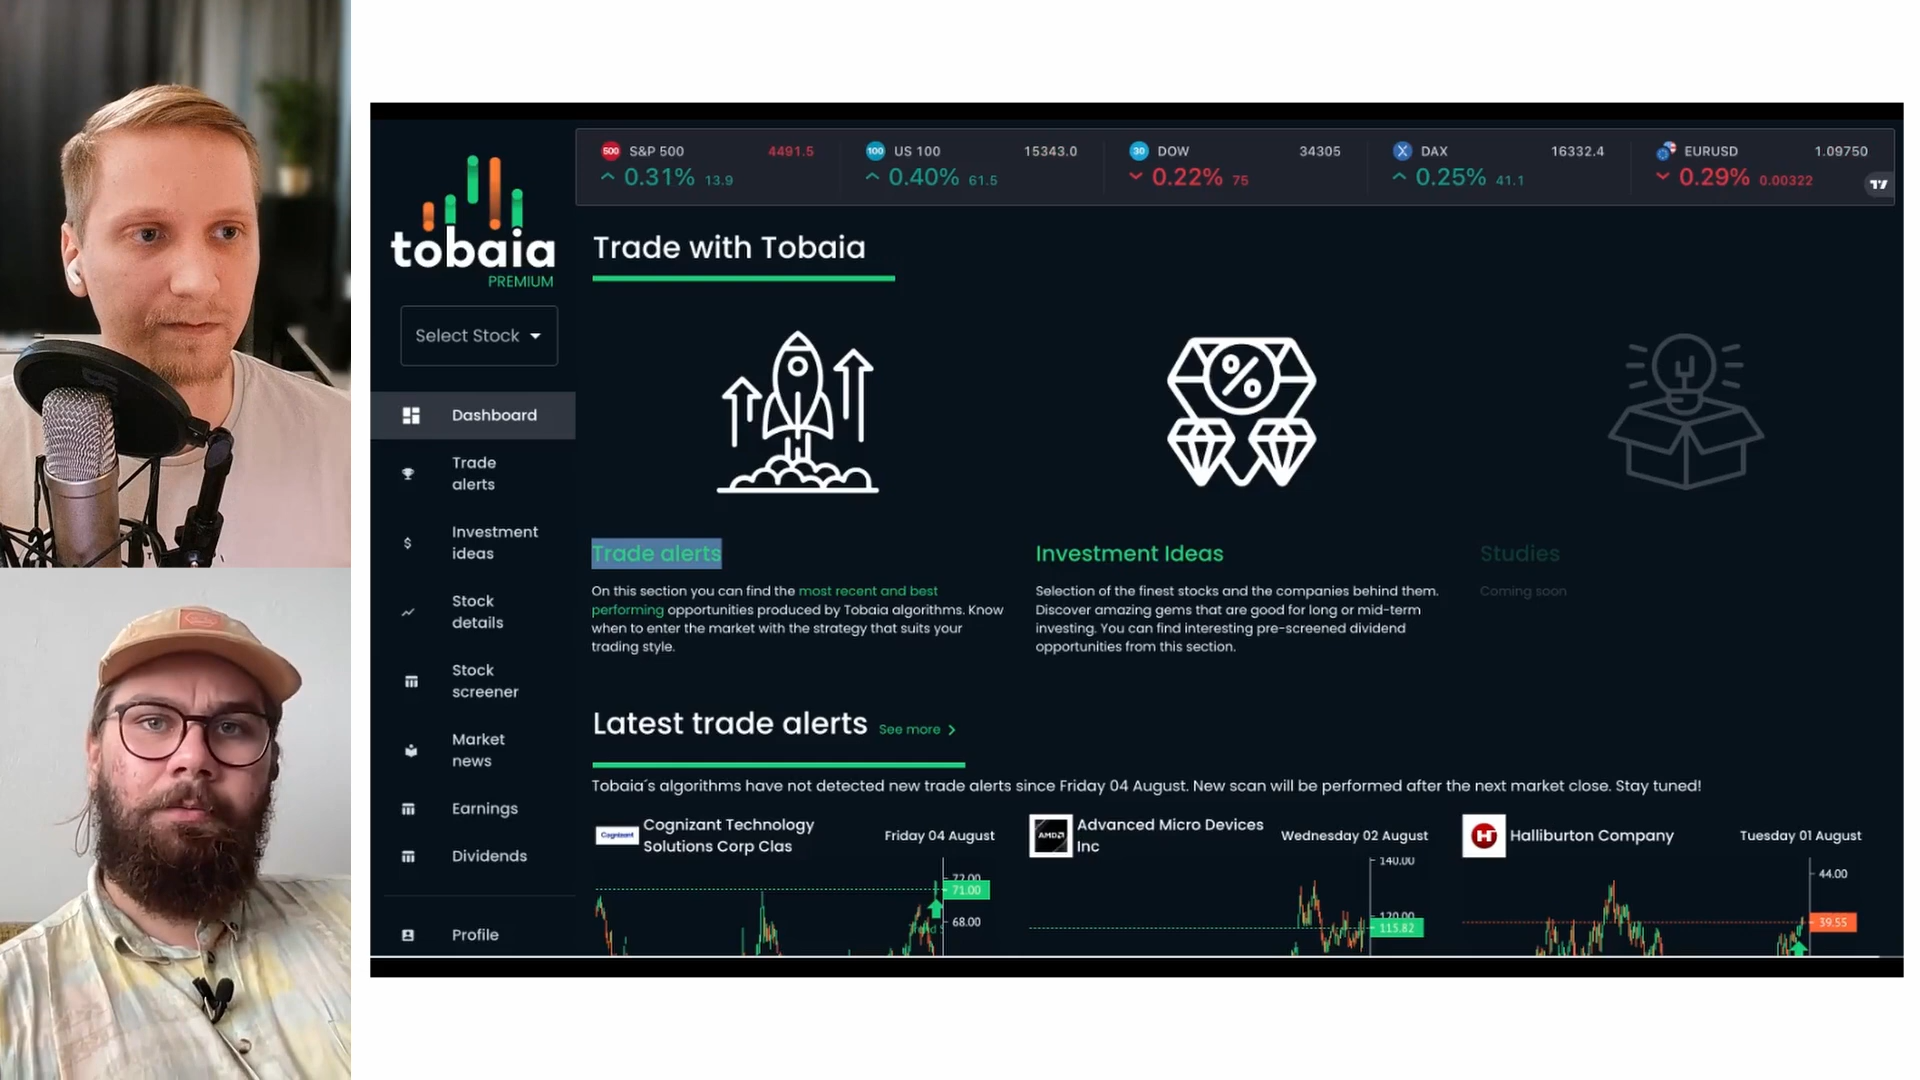 S&P 500 4491.5
0.31% 13.9
US 100 15343.0
0.40% 61.5
DOW 34305
0.22% 75
DAX 16332.4
0.25% 41.1
EURUSD 1.09750
0.29% 0.00322
tobaia
PREMIUM
Select Stock
Dashboard
Trade
alerts
Investment
ideas
Stock
details
Stock
screener
Market
news
Earnings
Dividends
Profile
Trade with Tobaia
Trade alerts
On this section you can find the most recent and best
performing opportunities produced by Tobaia algorithms. Know
when to enter the market with the strategy that suits your
trading style.
Investment Ideas
Selection of the finest stocks and the companies behind them.
Discover amazing gems that are good for long or mid-term
investing. You can find interesting pre-screened dividend
opportunities from this section.
Studies
Coming soon
Latest trade alerts See more
Tobaia´s algorithms have not detected new trade alerts since Friday 04 August. New scan will be performed after the next market close. Stay tuned!
Cognizant
Cognizant Technology
Solutions Corp Clas
Friday 04 August
72.00
71.00
68.00
AMD
Advanced Micro Devices
Inc
Wednesday 02 August
140.00
120.00
115.82
H
Halliburton Company
Tuesday 01 August
44.00
39.55